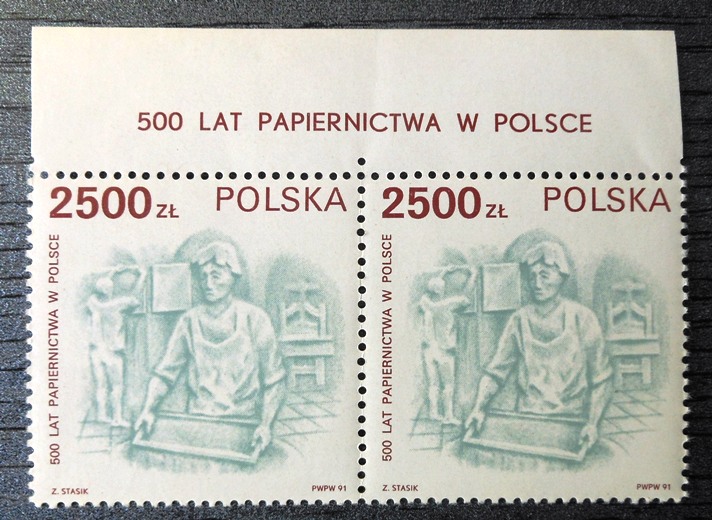 500 LAT PAPIERNICTWA W POLSCE
2500 ZŁ POLSKA
500 LAT PAPIERNICTWA W POLSCE
Z. STASIK PWPW 91
2500 ZŁ POLSKA
500 LAT PAPIERNICTWA W POLSCE
Z. STASIK PWPW 91